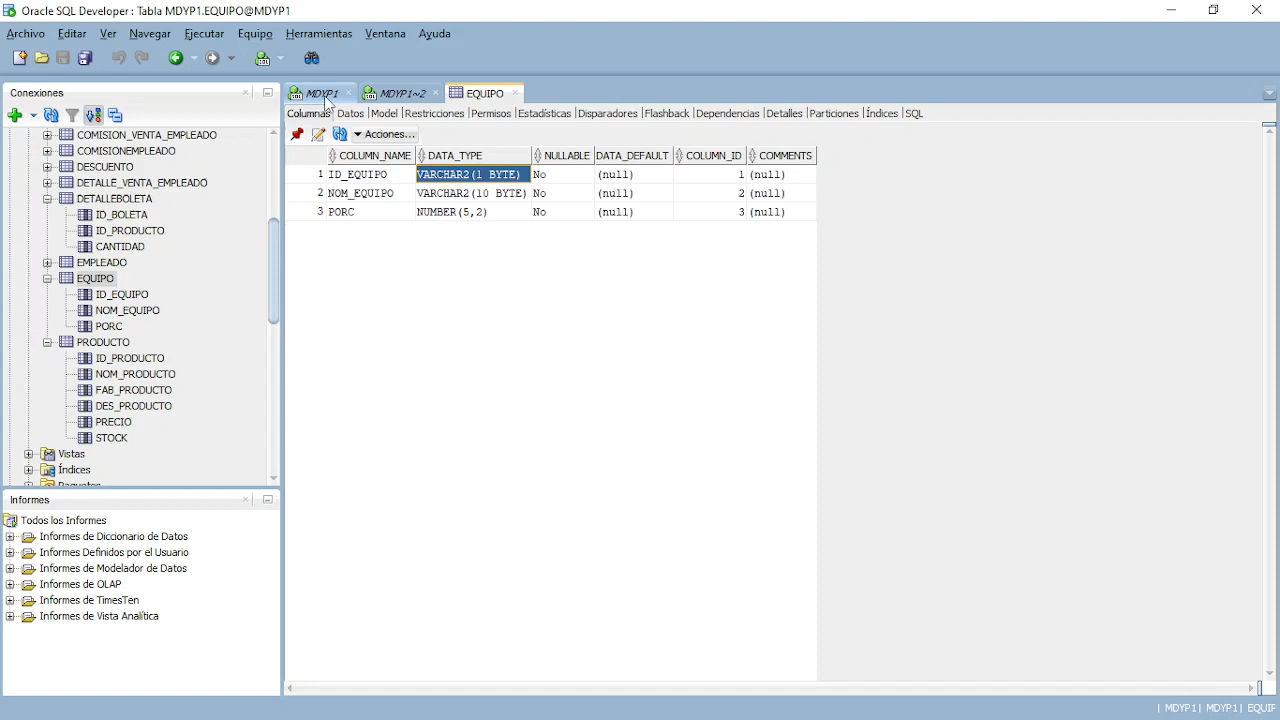 Oracle SQL Developer : Tabla MDYP1.EQUIPO@MDYP1
Archivo Editar Ver Navegar Ejecutar Equipo Herramientas Ventana Ayuda
Conexiones
COMISION_VENTA_EMPLEADO
COMISIONEMPLEADO
DESCUENTO
DETALLE_VENTA_EMPLEADO
DETALLEBOLETA
ID_BOLETA
ID_PRODUCTO
CANTIDAD
EMPLEADO
EQUIPO
ID_EQUIPO
NOM_EQUIPO
PORC
PRODUCTO
ID_PRODUCTO
NOM_PRODUCTO
FAB_PRODUCTO
DES_PRODUCTO
PRECIO
STOCK
Vistas
Índices
Informes
Todos los Informes
Informes de Diccionario de Datos
Informes Definidos por el Usuario
Informes de Modelador de Datos
Informes de OLAP
Informes de TimesTen
Informes de Vista Analítica
MDYP1 MDYP1~2 EQUIPO
Columnas Datos Model Restricciones Permisos Estadísticas Disparadores Flashback Dependencias Detalles Particiones Índices SQL
Acciones...
COLUMN_NAME DATA_TYPE NULLABLE DATA_DEFAULT COLUMN_ID COMMENTS
1 ID_EQUIPO VARCHAR2(1 BYTE) No (null) 1 (null)
2 NOM_EQUIPO VARCHAR2(10 BYTE) No (null) 2 (null)
3 PORC NUMBER(5,2) No (null) 3 (null)
| MDYP1| MDYP1| EQUIF